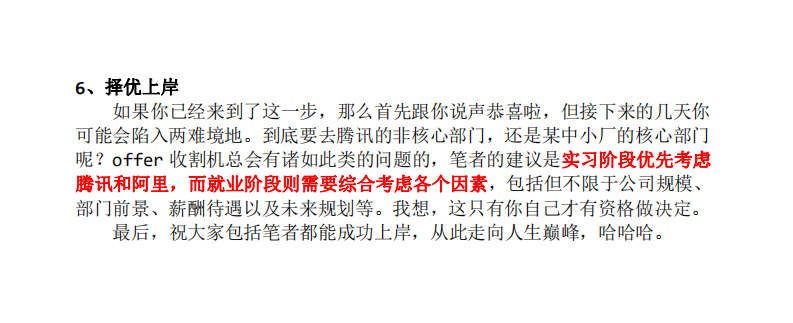 6、择优上岸
如果你已经来到了这一步，那么首先跟你说声恭喜啦，但接下来的几天你
可能会陷入两难境地。到底要去腾讯的非核心部门，还是某中小厂的核心部门
呢？offer 收割机总会有诸如此类的问题的，笔者的建议是实习阶段优先考虑
腾讯和阿里，而就业阶段则需要综合考虑各个因素，包括但不限于公司规模、
部门前景、薪酬待遇以及未来规划等。我想，这只有你自己才有资格做决定。
最后，祝大家包括笔者都能成功上岸，从此走向人生巅峰，哈哈哈。